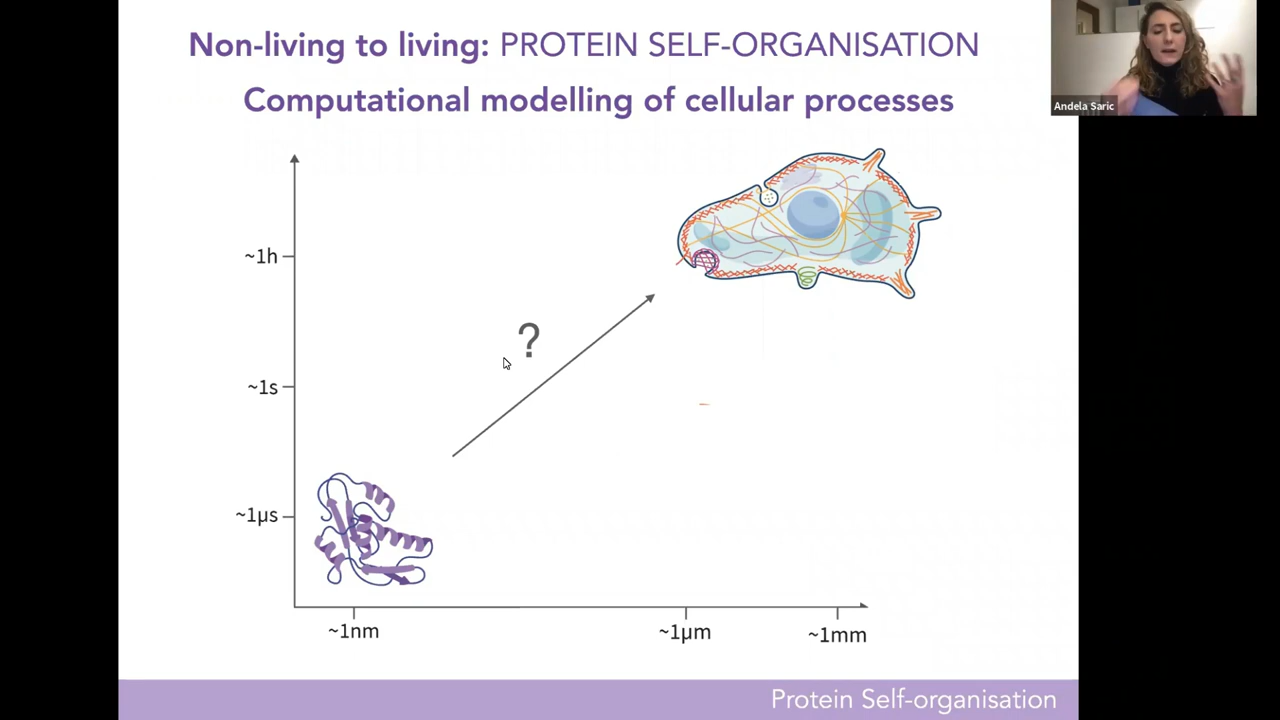 Non-living to living: PROTEIN SELF-ORGANISATION
Computational modelling of cellular processes
Andela Saric
~1h
?
~1s
~1µs
~1nm
~1µm
~1mm
Protein Self-organisation